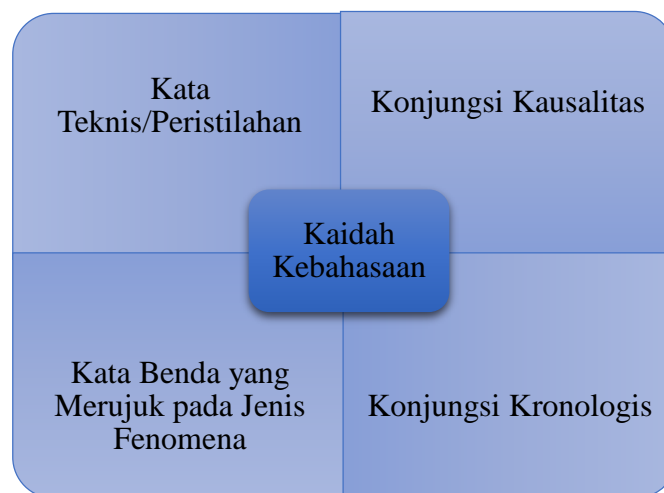 Kata
Teknis/Peristilahan
Konjungsi Kausalitas
Kaidah
Kebahasaan
Kata Benda yang
Merujuk pada Jenis
Fenomena
Konjungsi Kronologis